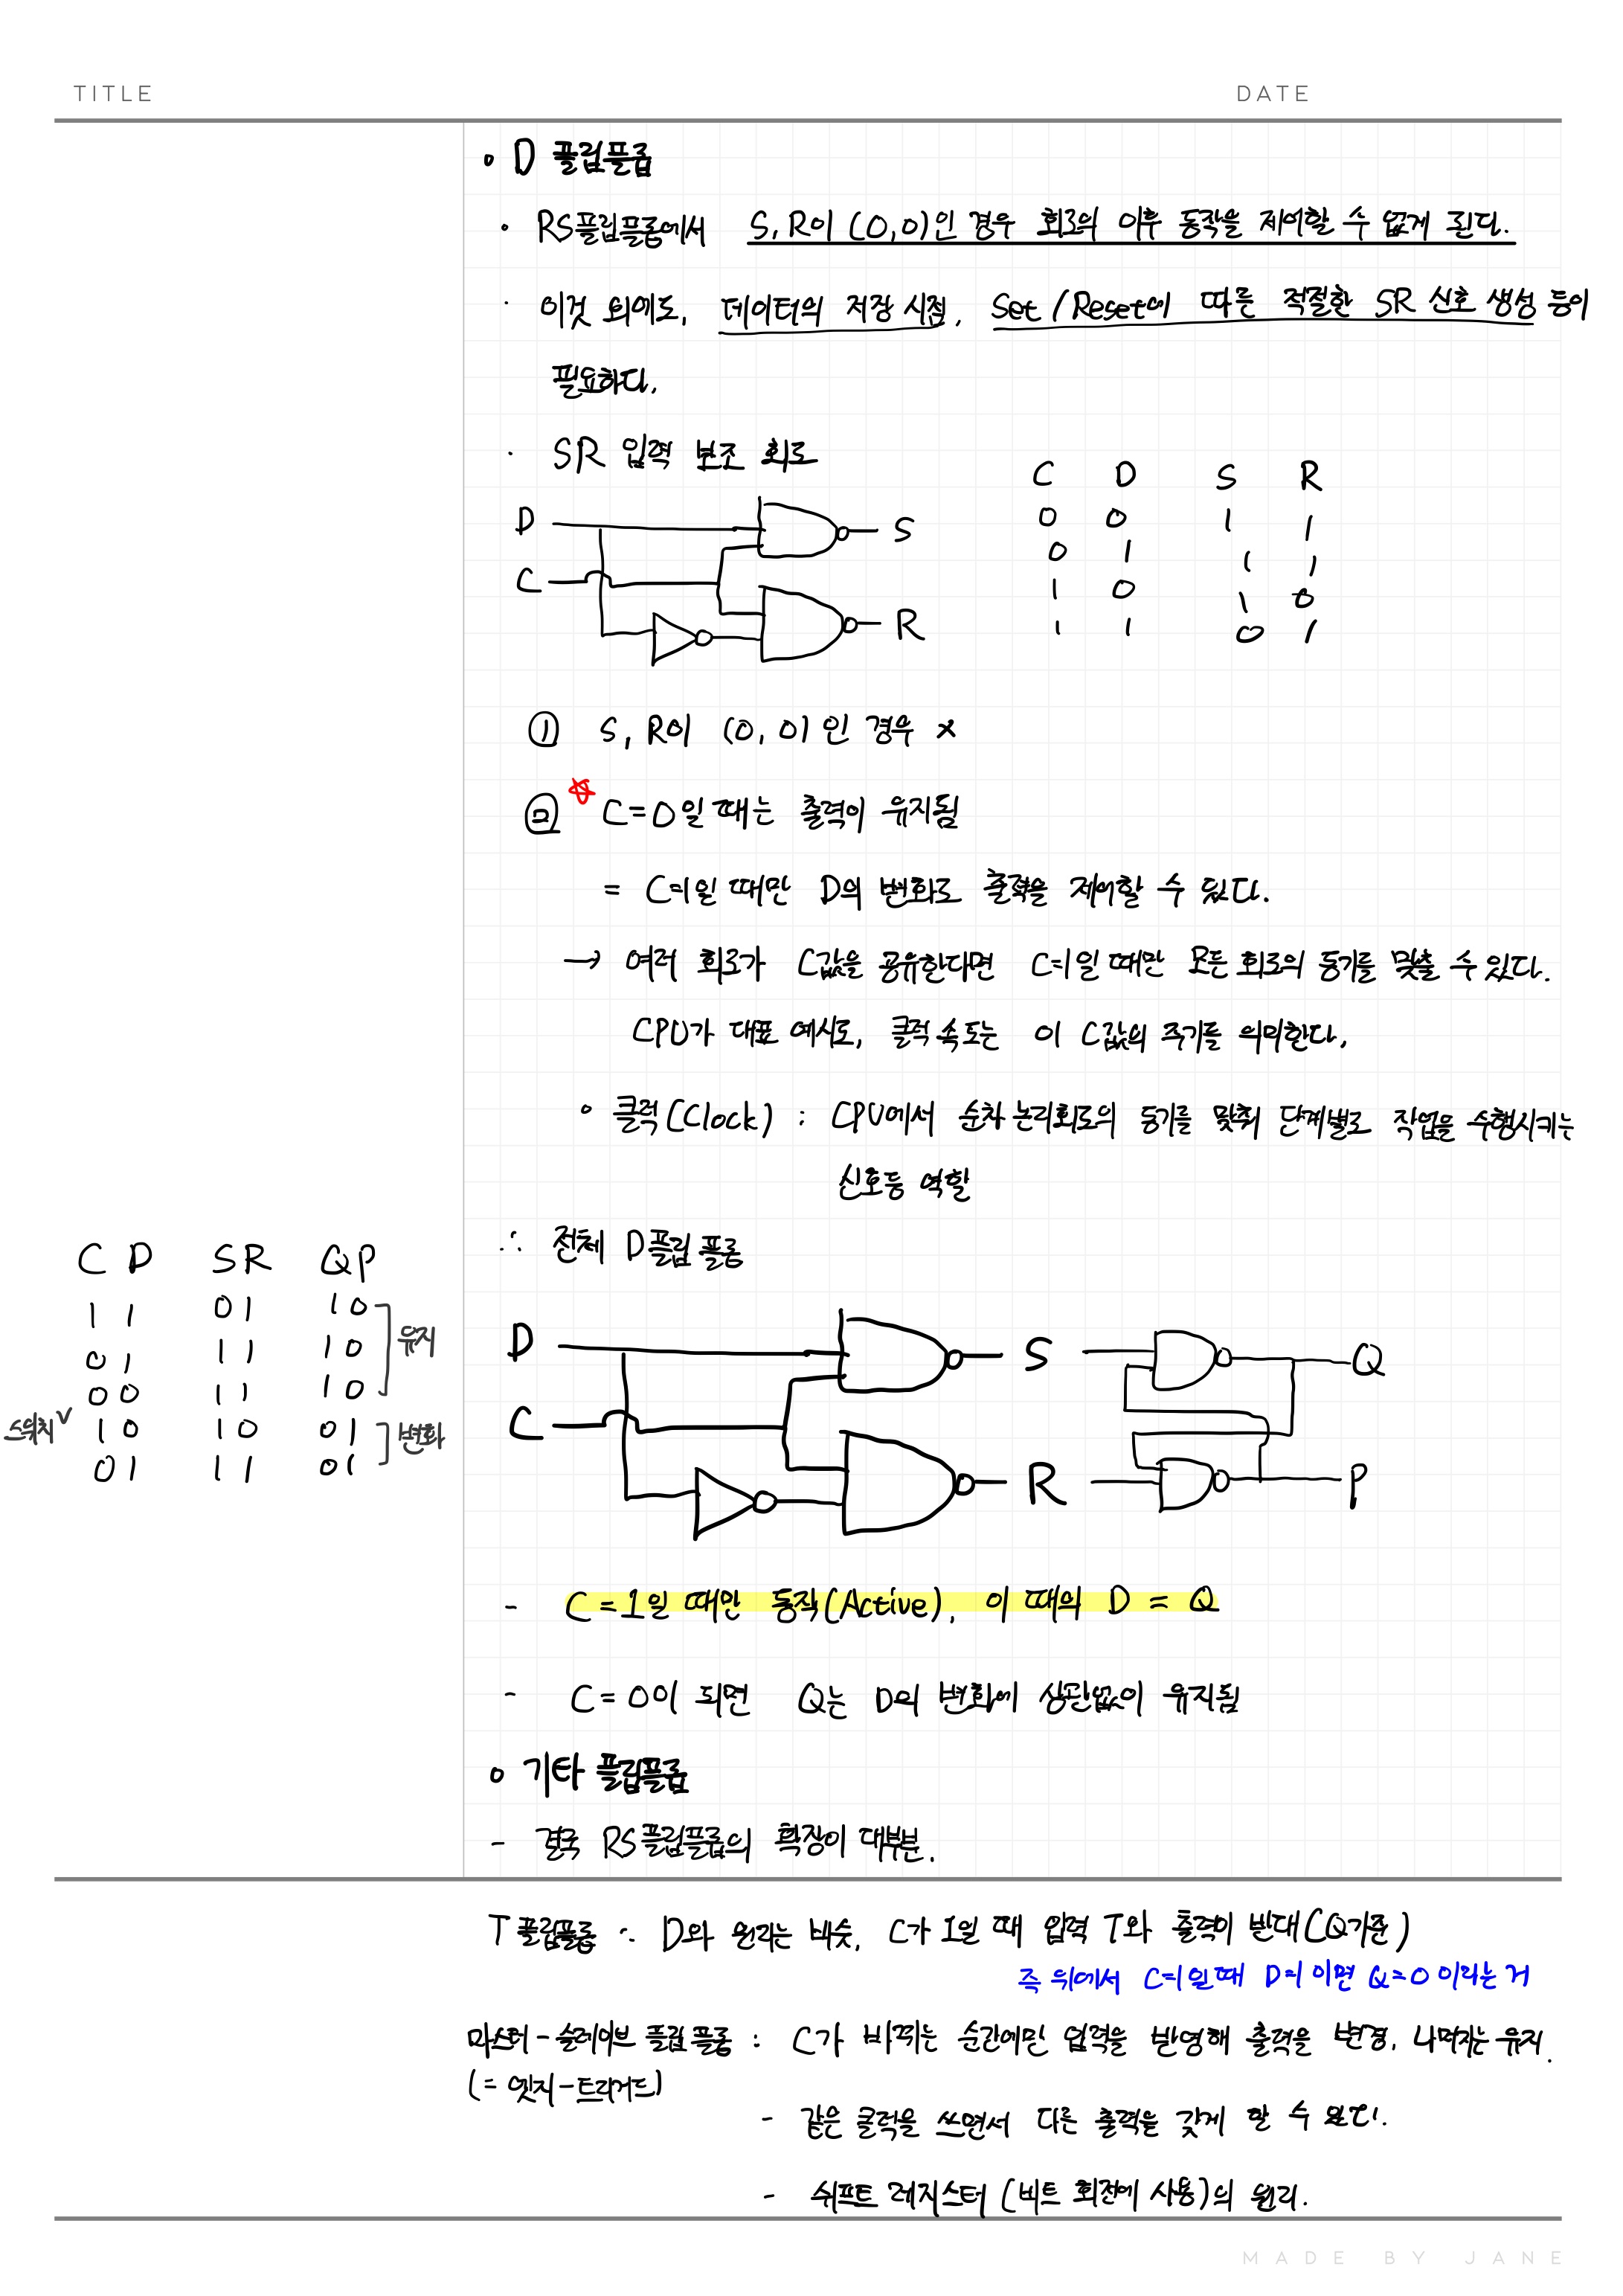 TITLE
DATE
D 플립플롭
RS플립플롭에서 S, R이 (0,0)인 경우 회로의 이후 동작을 제어할 수 없게 된다.
이것 외에도, 데이터의 저장 시점, Set/Reset에 따른 적절한 SR 신호 생성 등이
필요하다.
SR 입력 보조 회로
C D S R
0 0 1 1
0 1 1 1
1 0 1 0
1 1 0 1
D
S
C
R
① S, R이 (0, 0)인 경우 x
② C=0일 때는 출력이 유지됨
= C=1일 때만 D의 변화로 출력을 제어할 수 있다.
→ 여러 회로가 C값을 공유한다면 C=1일 때만 모든 회로의 동기를 맞출 수 있다.
CPU가 대표 예시로, 클럭 속도는 이 C값의 주기를 의미한다.
클럭(Clock) : CPU에서 순차 논리회로의 동기를 맞춰 단계별로 작업을 수행시키는
신호등 역할
∴ 전체 D플립플롭
C D S R Q P
1 1 0 1 1 0
0 1 1 1 1 0
0 0 1 1 1 0
유지
스위치 ✓ 1 0 1 0 0 1
0 1 1 1 0 1
변화
D
S
Q
C
R
P
- C = 1일 때만 동작(Active), 이 때의 D = Q
- C = 0이 되면 Q는 D의 변화에 상관없이 유지됨
기타 플립플롭
- 결국 RS플립플롭의 확장이 대부분.
T 플립플롭 : D와 원리는 비슷, C가 1일 때 입력 T와 출력이 반대(Q기준)
즉 위에서 C=1일때 D=1이면 Q=0 이라는 거
마스터-슬레이브 플립플롭 : C가 바뀌는 순간에만 입력을 반영해 출력을 변경, 나머지는 유지.
(= 엣지-트리거드)
- 같은 클럭을 쓰면서 다른 출력을 갖게 할 수 있다.
- 쉬프트 레지스터 (비트 회전에 사용)의 원리.
MADE BY JANE